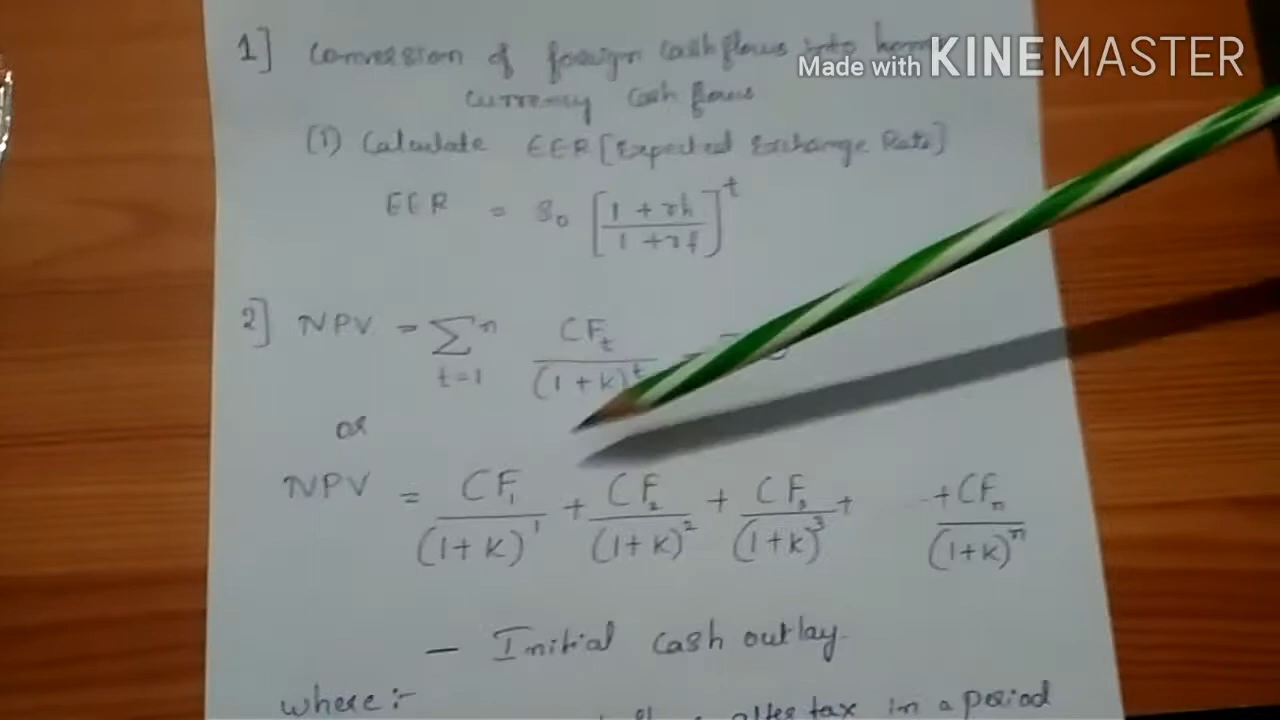 1] Conversion of foreign cash flows into home
Made with KINEMASTER
currency cash flows
(1) Calculate EER [Expected Exchange Rate]
EER = S₀ [1 + rh / 1 + rf]^t
2] NPV = Σ^n t=1 CFt / (1 + k)^t -
or
NPV = CF₁ / (1 + k)^1 + CF₂ / (1 + k)^2 + CF₃ / (1 + k)^3 + + CFn / (1+k)^n
— Initial cash outlay.
where :-
after tax in a period